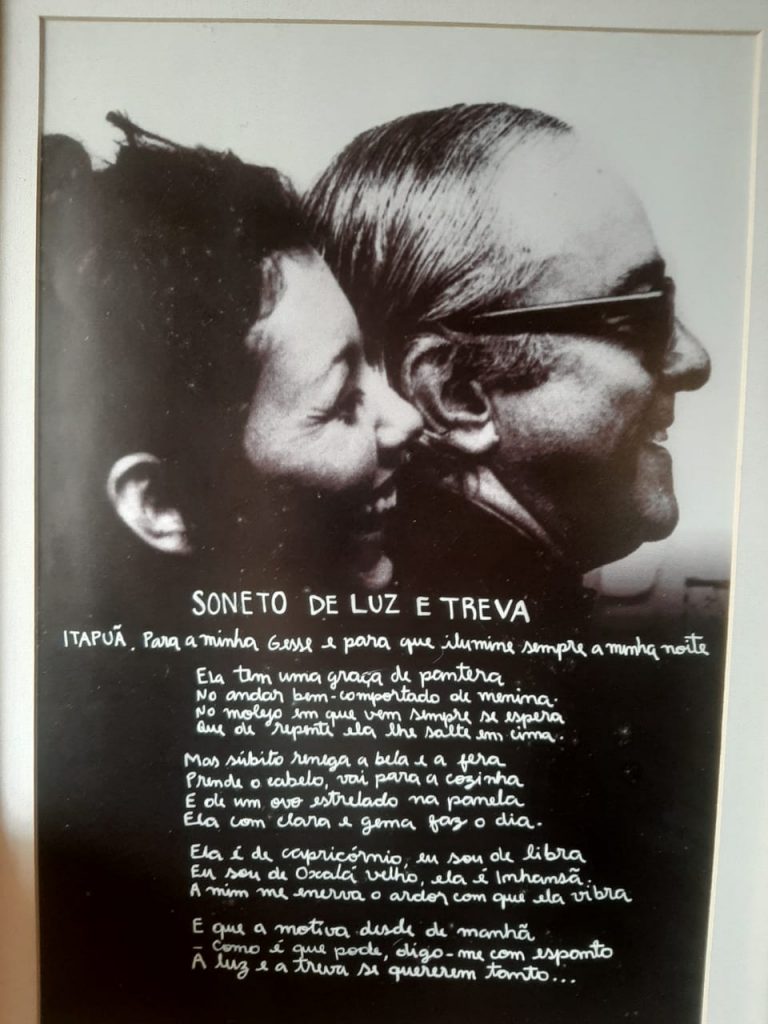 SONETO DE LUZ E TREVA
ITAPUÃ. Para a minha Gesse e para que ilumine sempre a minha noite
Ela tem uma graça de pantera
No andar bem-comportado de menina.
No molejo em que vem sempre se espera
Que de repente ela lhe salte em cima.
Mas súbito renega a bela e a fera
Prende o cabelo, vai para a cozinha
E de um ovo estrelado na panela
Ela com clara e gema faz o dia.
Ela é de capricórnio, eu sou de libra
Eu sou de Oxalá velho, ela é Inhansã.
A mim me enerva o ardor com que ela vibra
E que a motiva desde de manhã
– Como é que pode, digo-me com espanto
A luz e a treva se quererem tanto...